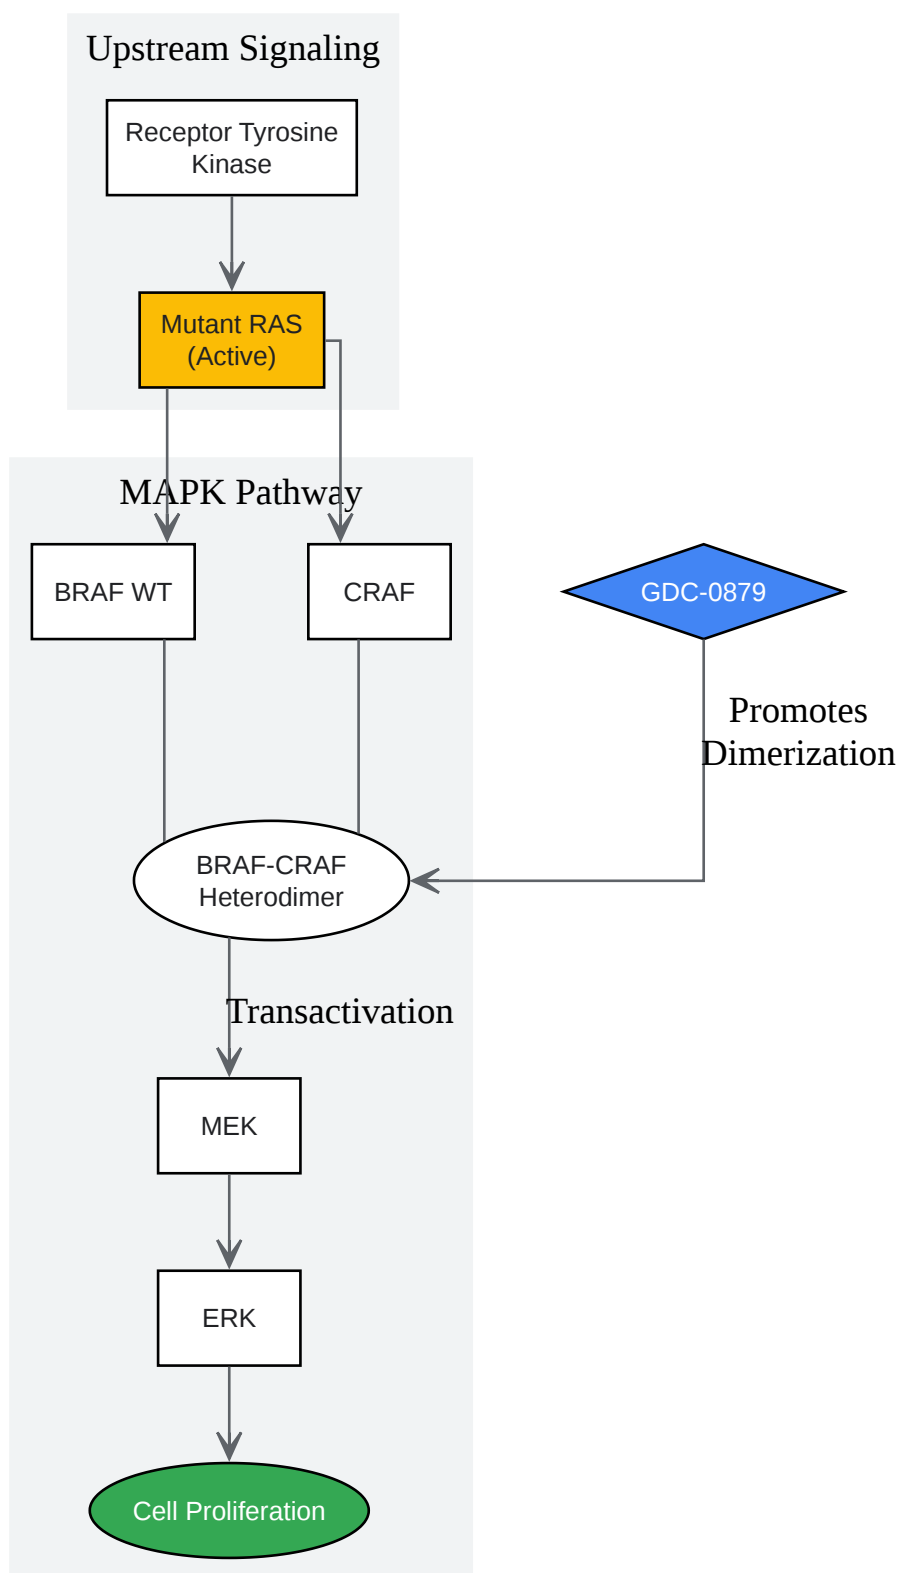 Upstream Signaling
Receptor Tyrosine
Kinase
Mutant RAS
(Active)
MAPK Pathway
BRAF WT
CRAF
GDC-0879
Promotes
Dimerization
BRAF-CRAF
Heterodimer
Transactivation
MEK
ERK
Cell Proliferation